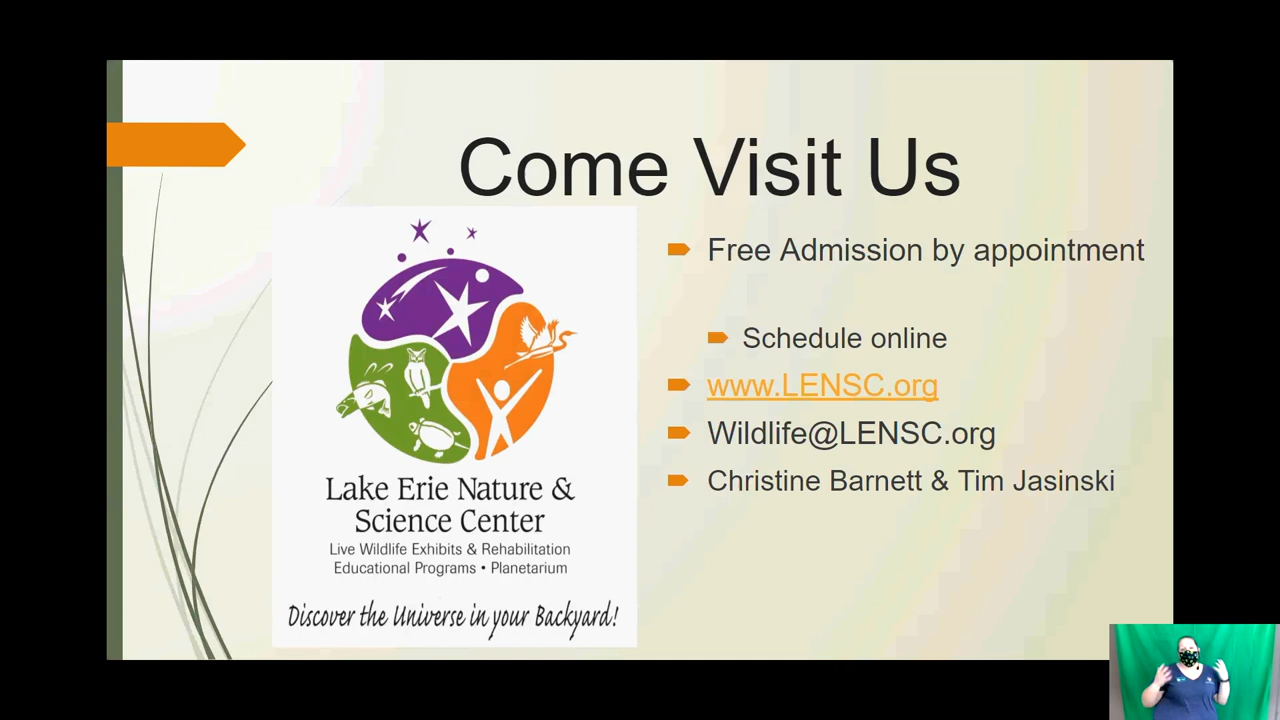 Come Visit Us
Free Admission by appointment
Schedule online
www.LENSC.org
Wildlife@LENSC.org
Christine Barnett & Tim Jasinski
Lake Erie Nature &
Science Center
Live Wildlife Exhibits & Rehabilitation
Educational Programs • Planetarium
Discover the Universe in your Backyard!